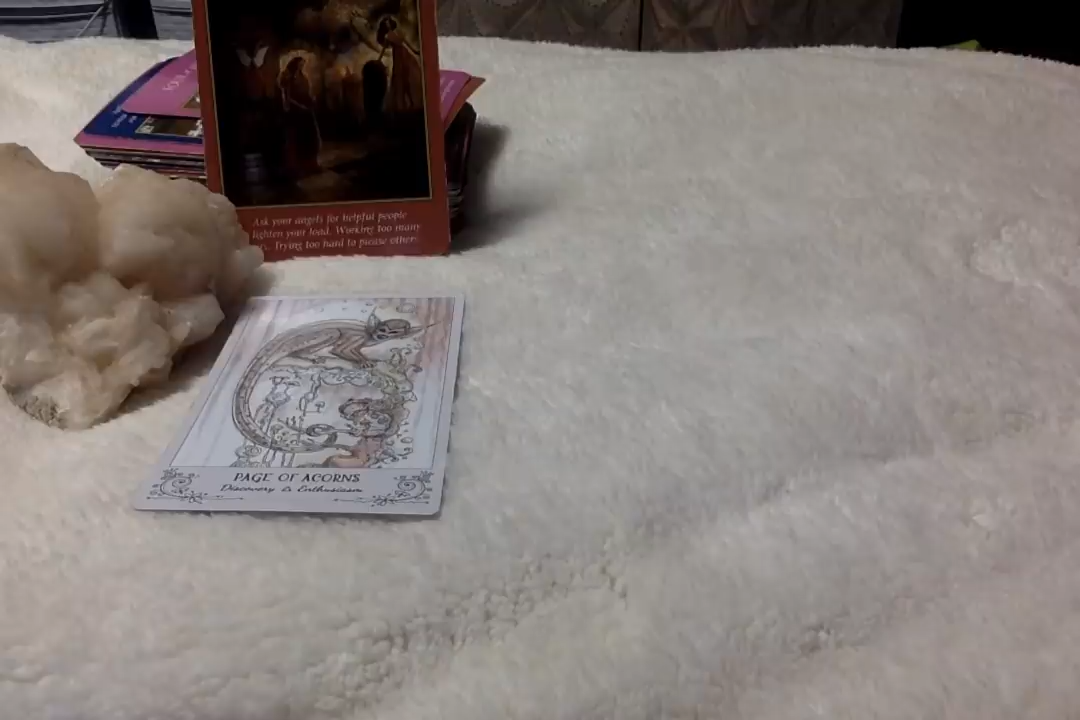 Ask your angels for helpful people
lighten your load. Working too many
Trying too hard to please others.
PAGE OF ACORNS
Discovery & Enthusiasm